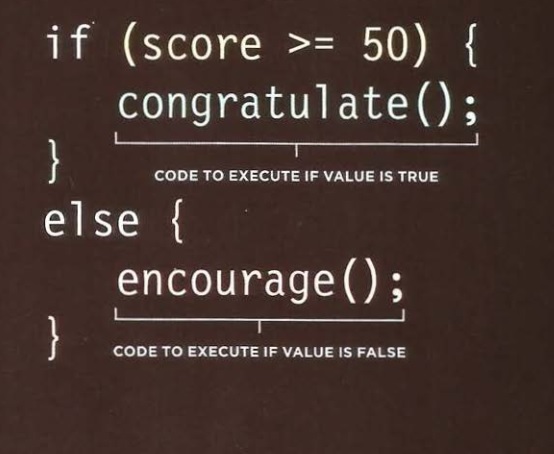 if (score >= 50) {
congratulate();
CODE TO EXECUTE IF VALUE IS TRUE
}
else {
encourage();
CODE TO EXECUTE IF VALUE IS FALSE
}